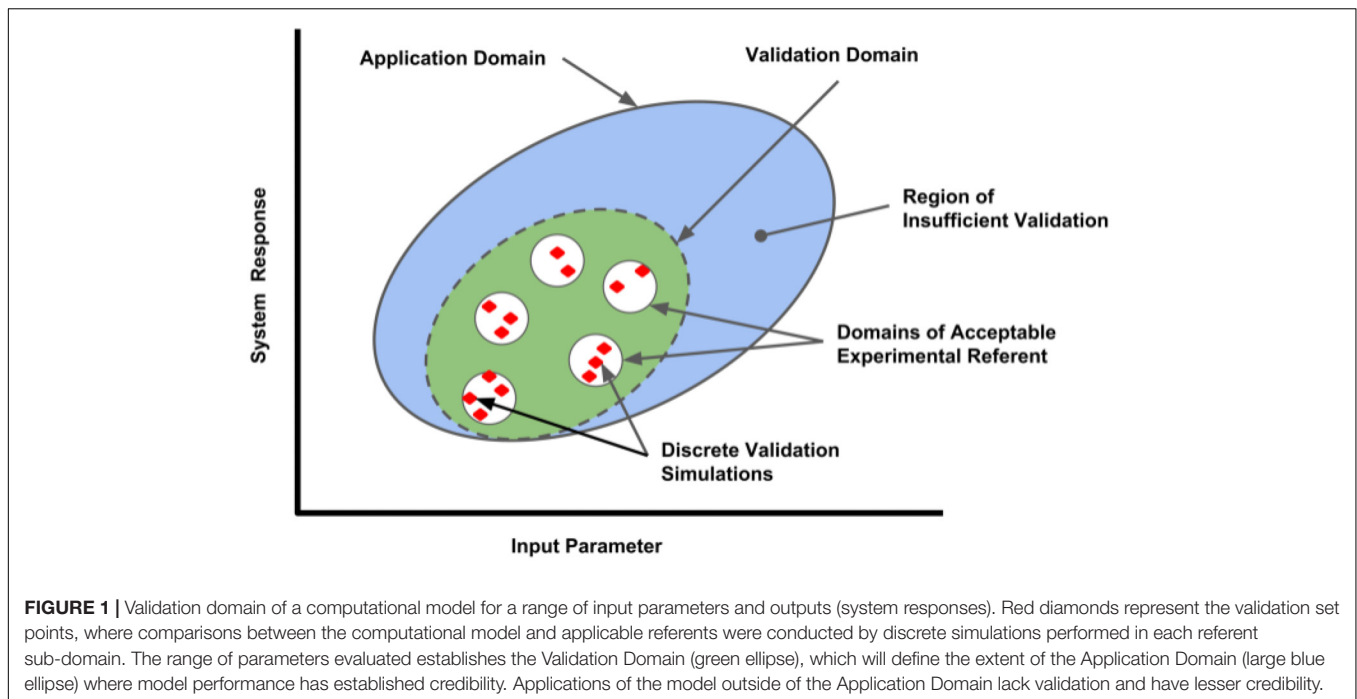 Application Domain
Validation Domain
Region of
Insufficient Validation
System Response
Domains of Acceptable
Experimental Referent
Discrete Validation
Simulations
Input Parameter
FIGURE 1 | Validation domain of a computational model for a range of input parameters and outputs (system responses). Red diamonds represent the validation set
points, where comparisons between the computational model and applicable referents were conducted by discrete simulations performed in each referent
sub-domain. The range of parameters evaluated establishes the Validation Domain (green ellipse), which will define the extent of the Application Domain (large blue
ellipse) where model performance has established credibility. Applications of the model outside of the Application Domain lack validation and have lesser credibility.